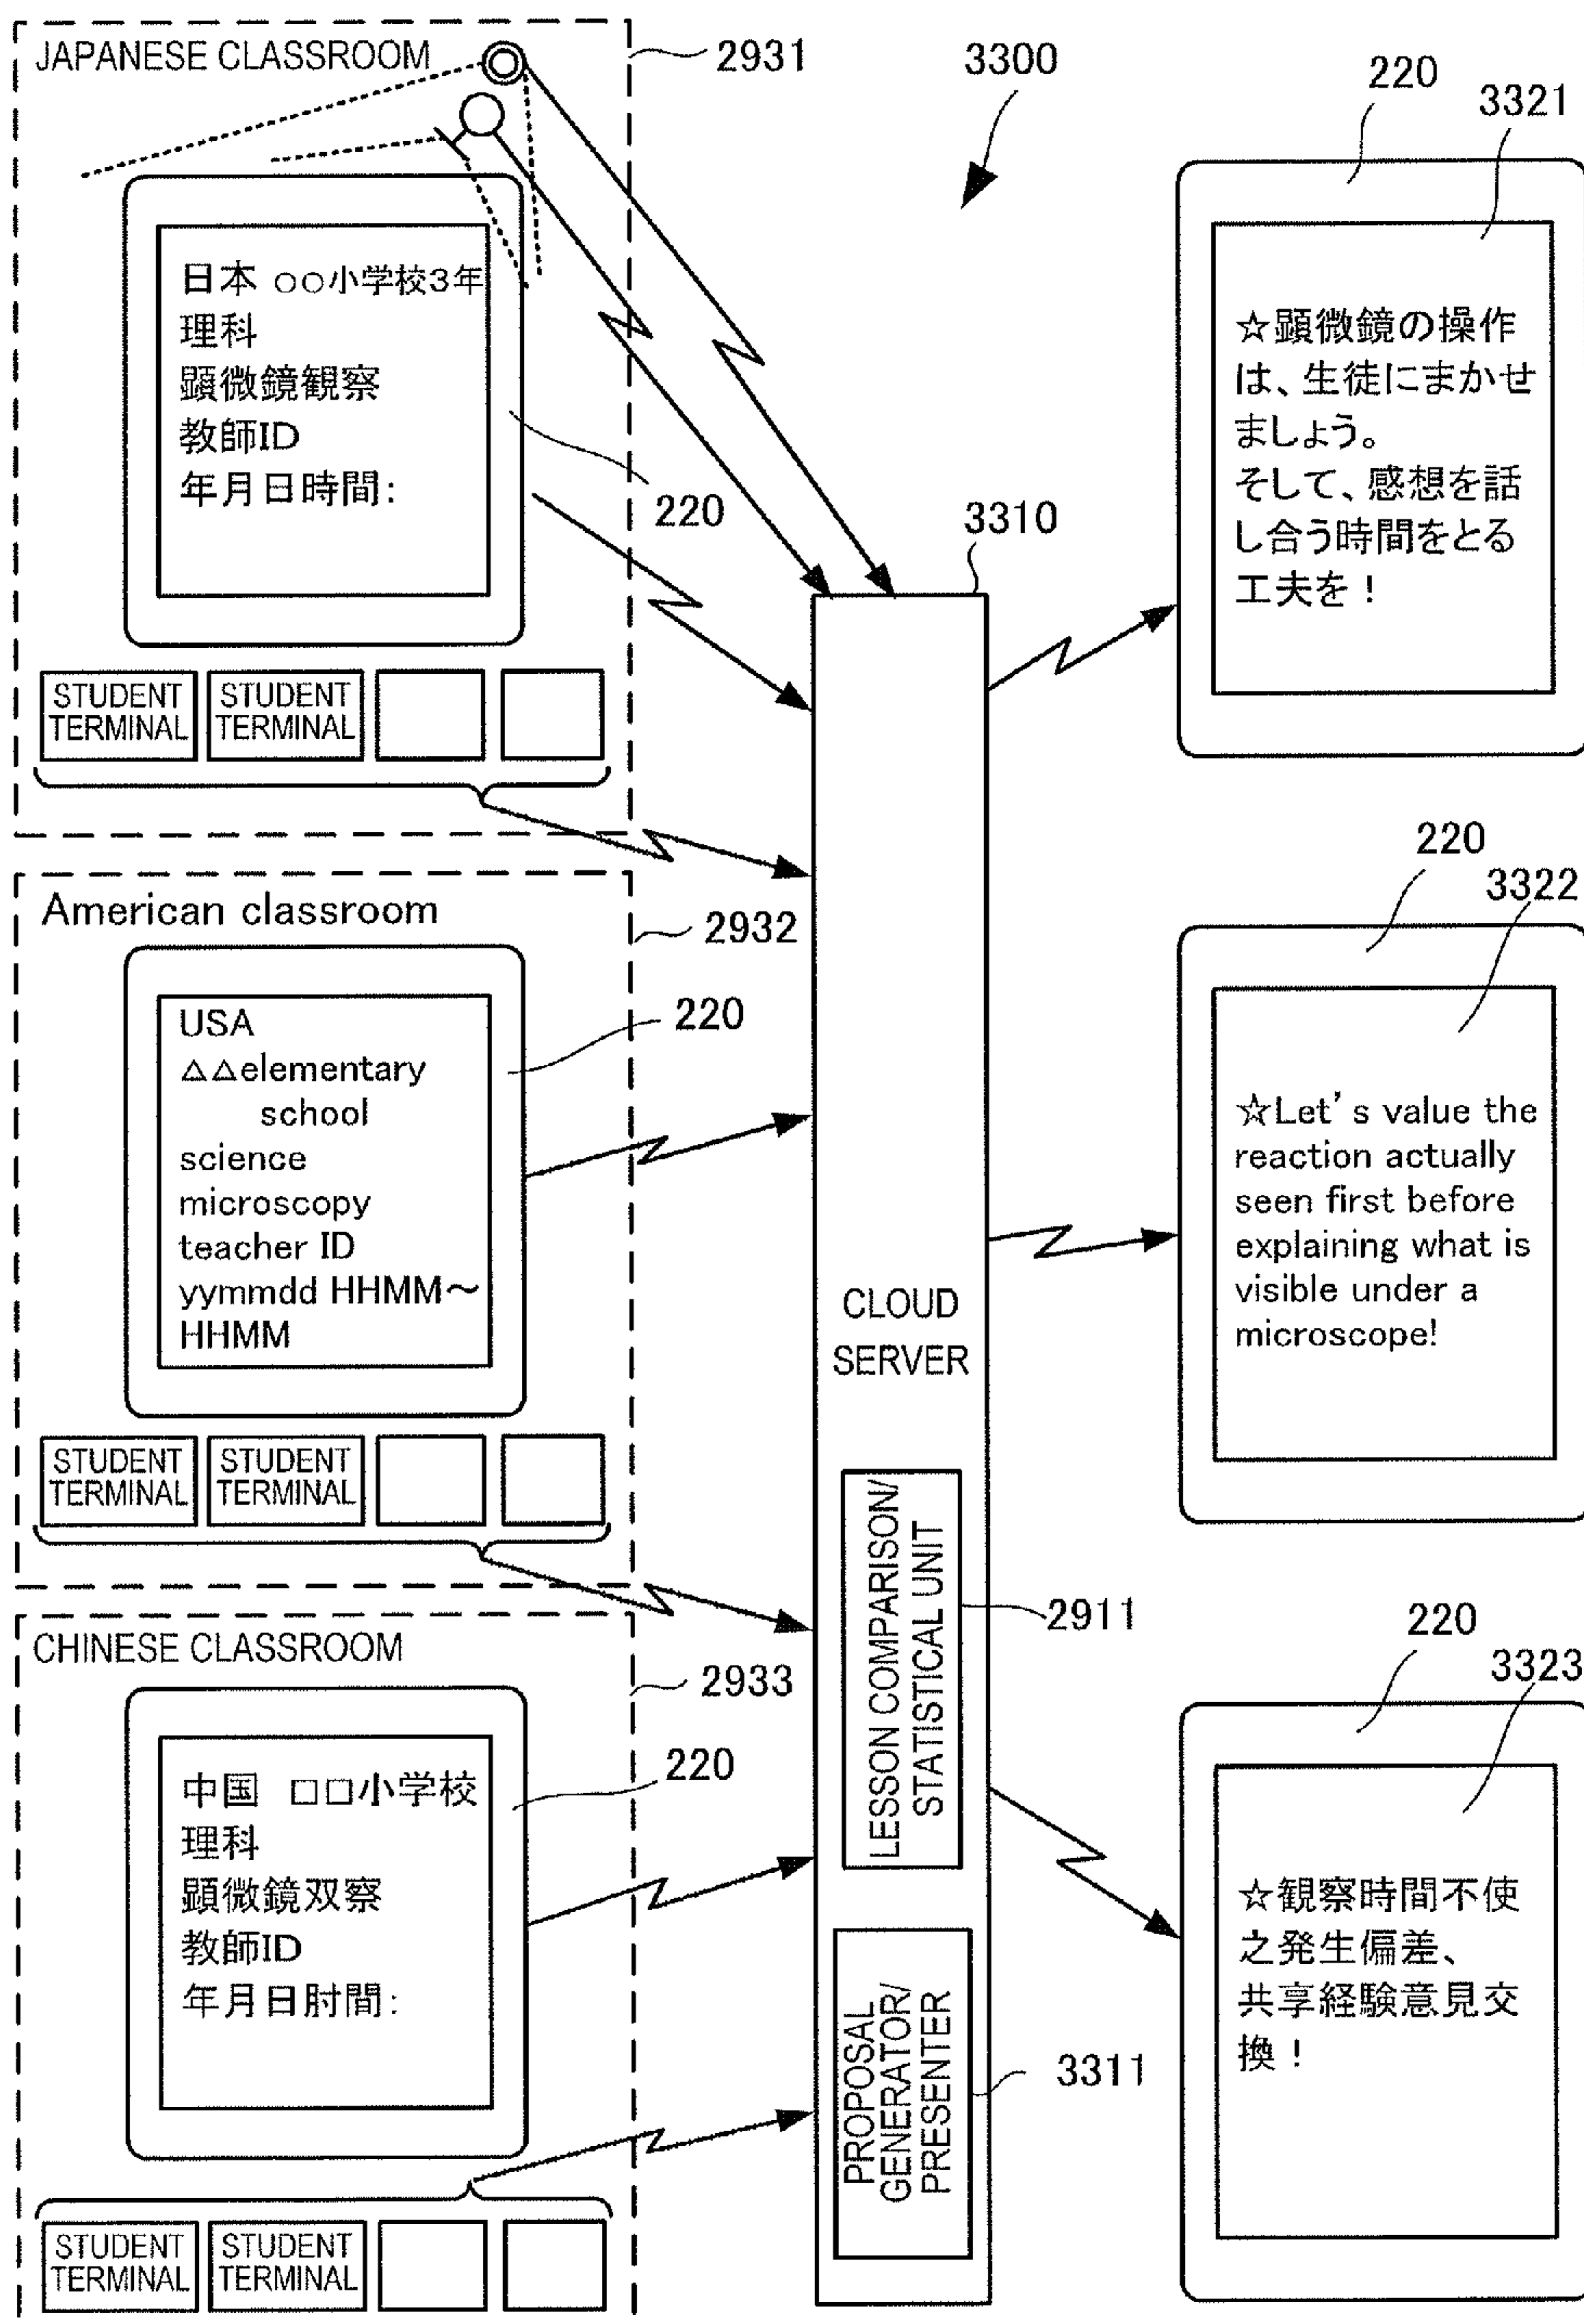 JAPANESE CLASSROOM
2931
日本 ○○小学校3年
理科
顕微鏡観察
教師ID
年月日時間:
220
STUDENT
TERMINAL
STUDENT
TERMINAL
American classroom
2932
USA
△△elementary
school
science
microscopy
teacher ID
yymmdd HHMM～
HHMM
220
STUDENT
TERMINAL
STUDENT
TERMINAL
CHINESE CLASSROOM
2933
中国 □□小学校
理科
顕微鏡双察
教師ID
年月日肘間:
220
STUDENT
TERMINAL
STUDENT
TERMINAL
3300
3310
CLOUD
SERVER
LESSON COMPARISON/
STATISTICAL UNIT
2911
PROPOSAL
GENERATOR/
PRESENTER
3311
220
3321
☆顕微鏡の操作
は、生徒にまかせ
ましょう。
そして、感想を話
し合う時間をとる
工夫を！
220
3322
☆Let's value the
reaction actually
seen first before
explaining what is
visible under a
microscope!
220
3323
☆観察時間不使
之発生偏差、
共享経験意見交
換！